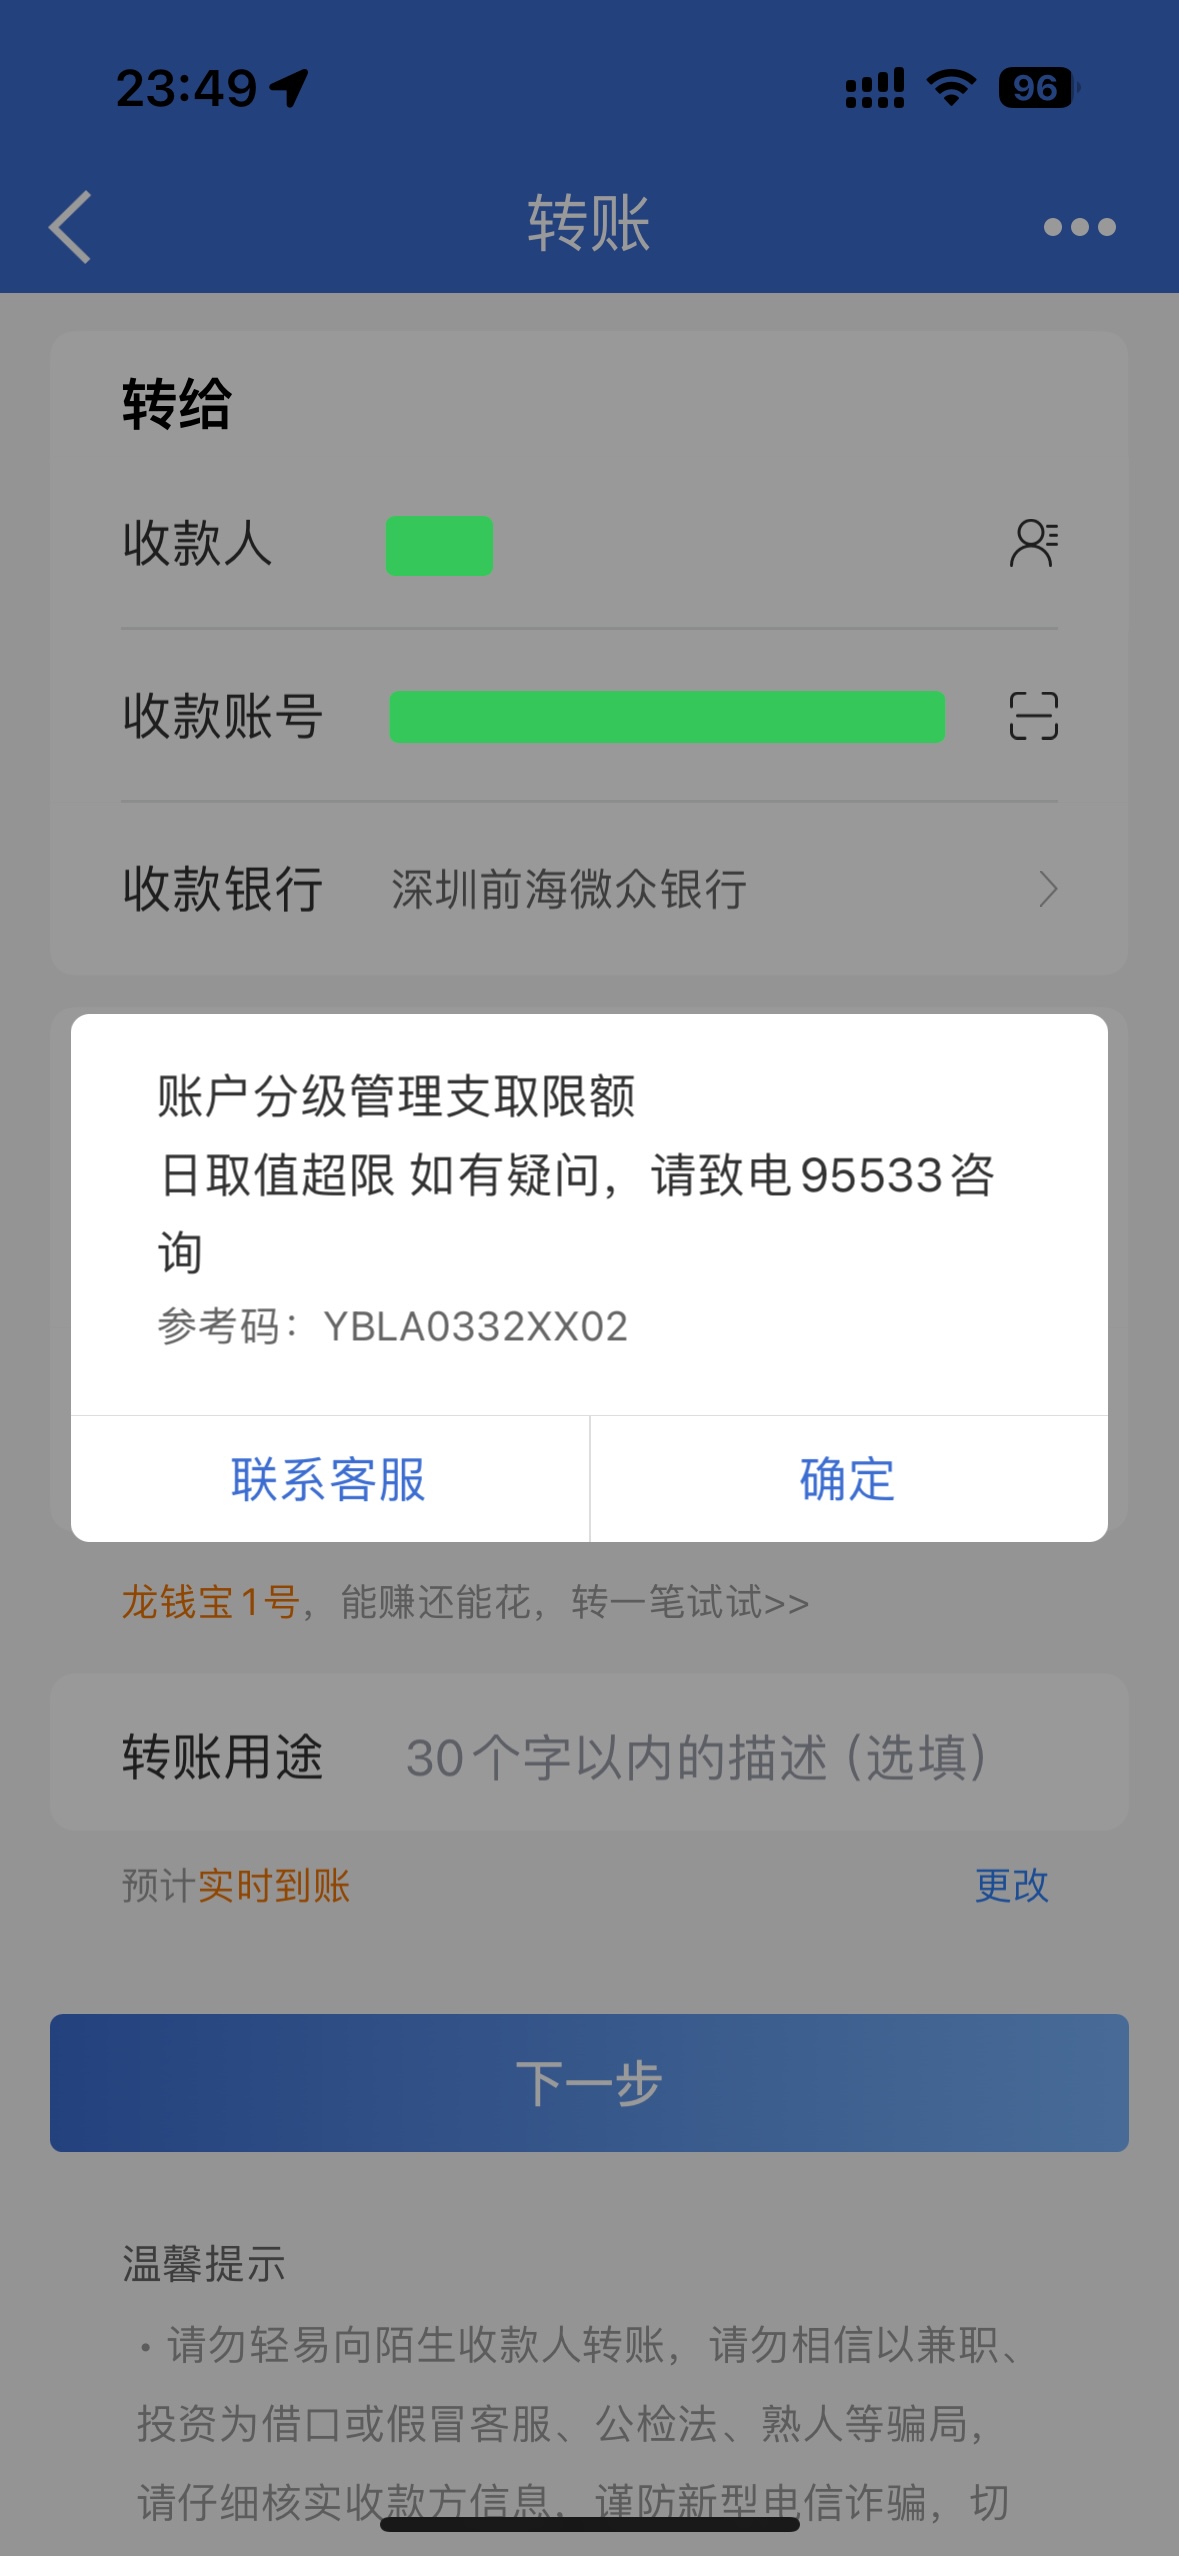 23:49
96
转账
转给
收款人
收款账号
收款银行 深圳前海微众银行
账户分级管理支取限额
日取值超限 如有疑问，请致电95533咨
询
参考码：YBLA0332XX02
联系客服 确定
龙钱宝1号，能赚还能花，转一笔试试>>
转账用途 30个字以内的描述（选填）
预计实时到账 更改
下一步
温馨提示
• 请勿轻易向陌生收款人转账，请勿相信以兼职、
投资为借口或假冒客服、公检法、熟人等骗局，
请仔细核实收款方信息，谨防新型电信诈骗，切